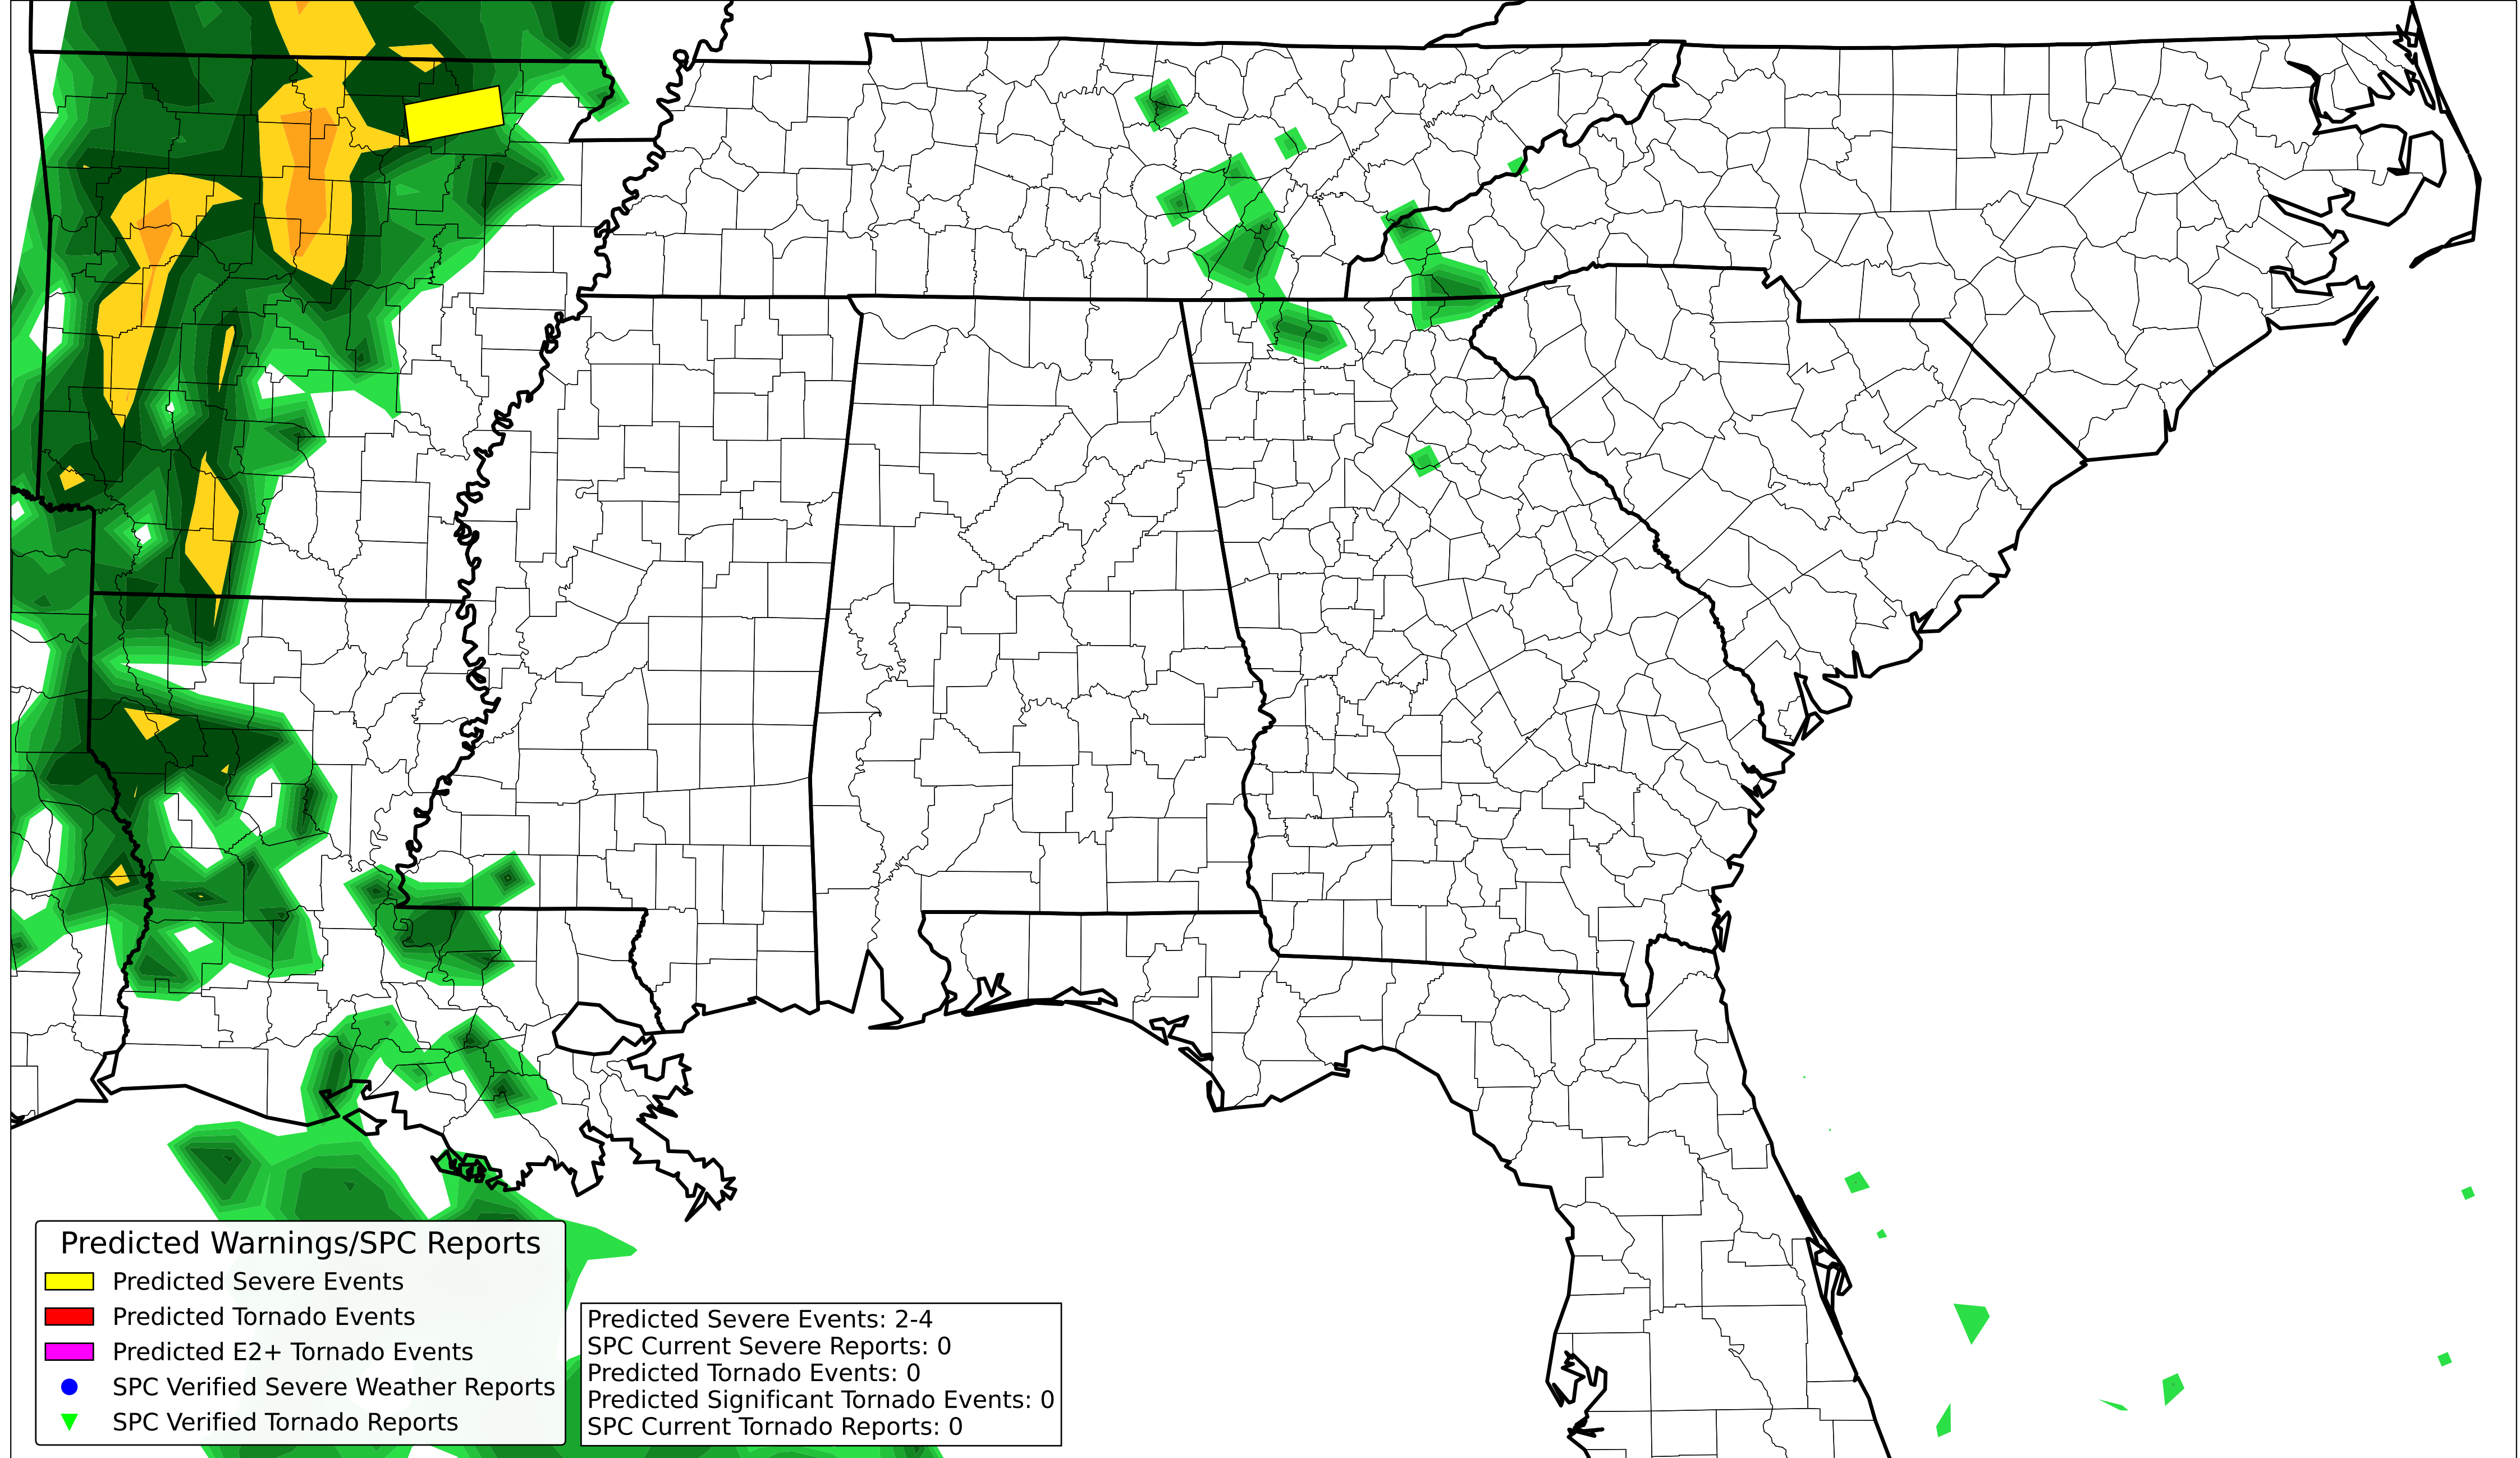 Predicted Warnings/SPC Reports
Predicted Severe Events
Predicted Tornado Events
Predicted E2+ Tornado Events
SPC Verified Severe Weather Reports
SPC Verified Tornado Reports
Predicted Severe Events: 2-4
SPC Current Severe Reports: 0
Predicted Tornado Events: 0
Predicted Significant Tornado Events: 0
SPC Current Tornado Reports: 0